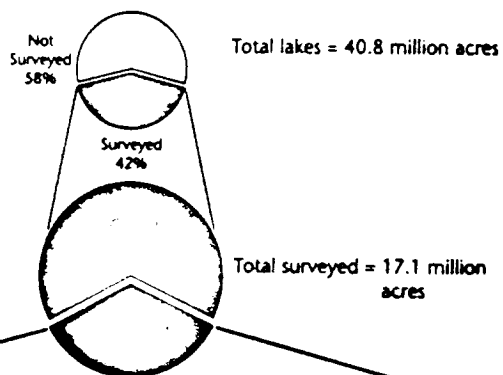 Not
Surveyed
58%
Total lakes = 40.8 million acres
Surveyed
42%
Total surveyed = 17.1 million
acres